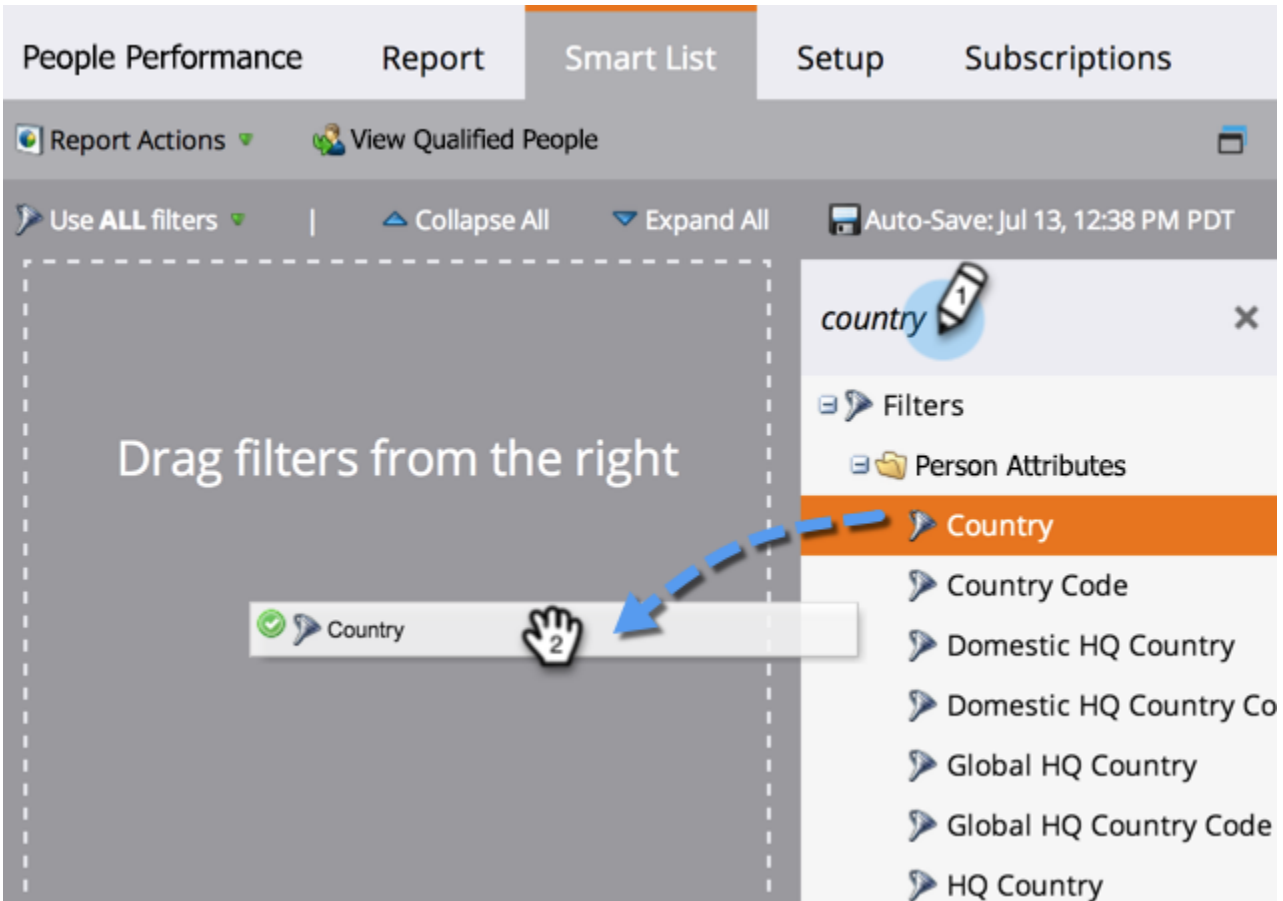 People Performance Report Smart List Setup Subscriptions
Report Actions View Qualified People
Use ALL filters | Collapse All Expand All Auto-Save: Jul 13, 12:38 PM PDT
country 1
Filters
Drag filters from the right
Person Attributes
Country
Country Code
Country 2
Domestic HQ Country
Domestic HQ Country Co
Global HQ Country
Global HQ Country Code
HQ Country